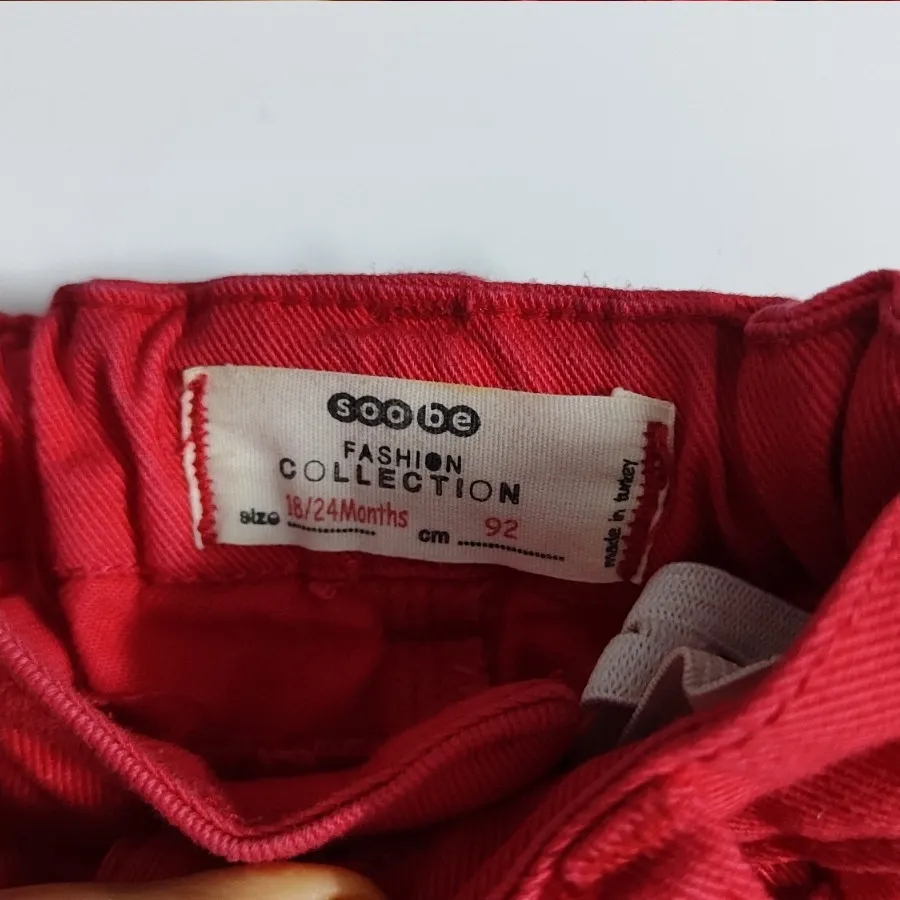 soobe
FASHION
COLLECTION
size 18/24Months cm 92
made in turkey